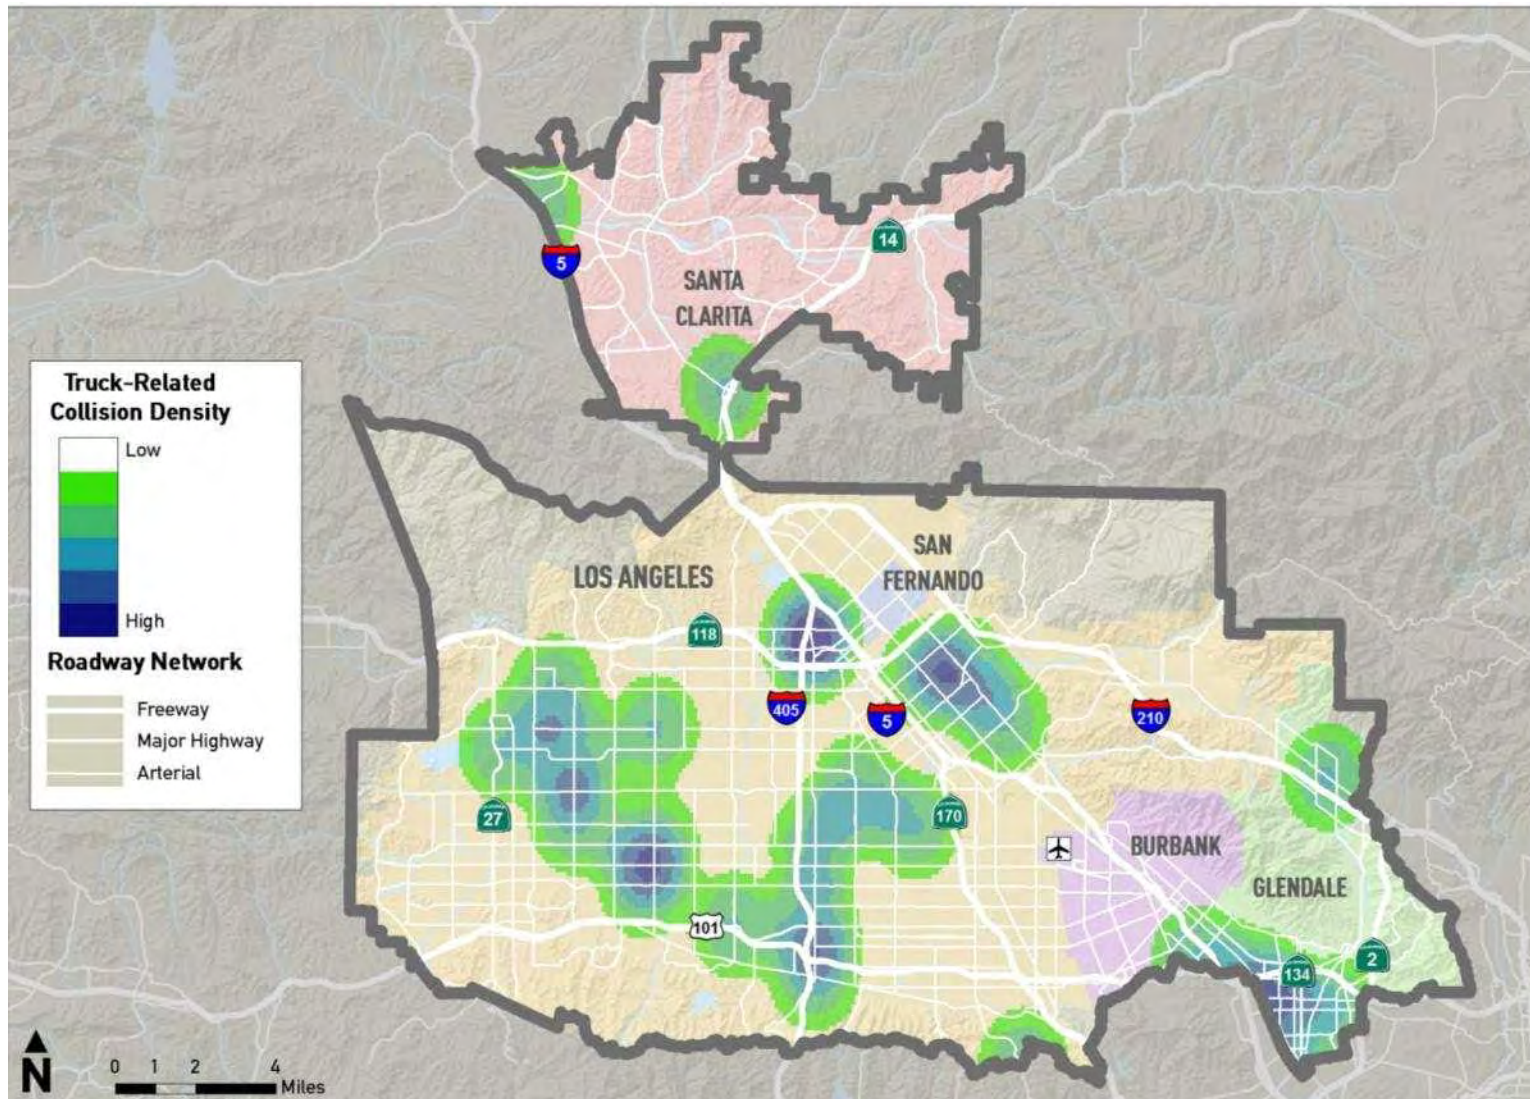 14
5
SANTA
CLARITA
Truck-Related
Collision Density
Low
High
Roadway Network
Freeway
Major Highway
Arterial
SAN
FERNANDO
LOS ANGELES
118
405
5
210
27
170
BURBANK
GLENDALE
101
2
134
N
0 1 2 4
Miles